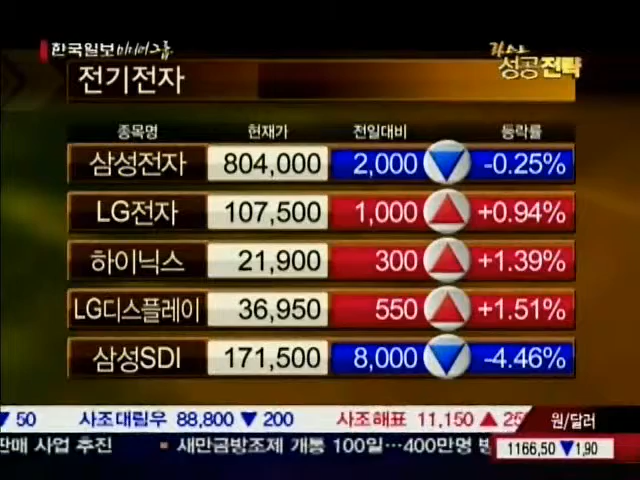 한국일보 미디어그룹
성공전략
전기전자
종목명 현재가 전일대비 등락률
삼성전자 804,000 2,000 ▼ -0.25%
LG전자 107,500 1,000 ▲ +0.94%
하이닉스 21,900 300 ▲ +1.39%
LG디스플레이 36,950 550 ▲ +1.51%
삼성SDI 171,500 8,000 ▼ -4.46%
▼ 50 사조대림우 88,800 ▼ 200 사조해표 11,150 ▲ 25 원/달러
판매 사업 추진 ▪ 새만금방조제 개통 100일…400만명 1166,50 ▼1,90